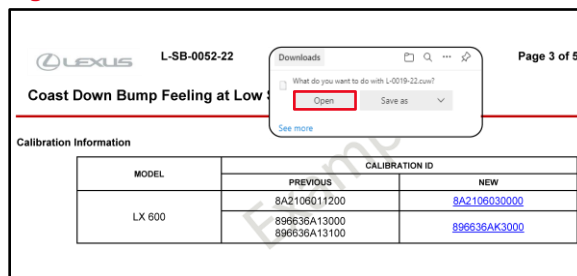 LEXUS
L-SB-0052-22
Page 3 of 5
Coast Down Bump Feeling at Low
Downloads
What do you want to do with L-0019-22.cuw?
Open
Save as
See more
Calibration Information
MODEL
CALIBRATION ID
PREVIOUS
NEW
LX 600
8A2106011200
8A2106030000
896636A13000
896636A13100
896636AK3000
Example